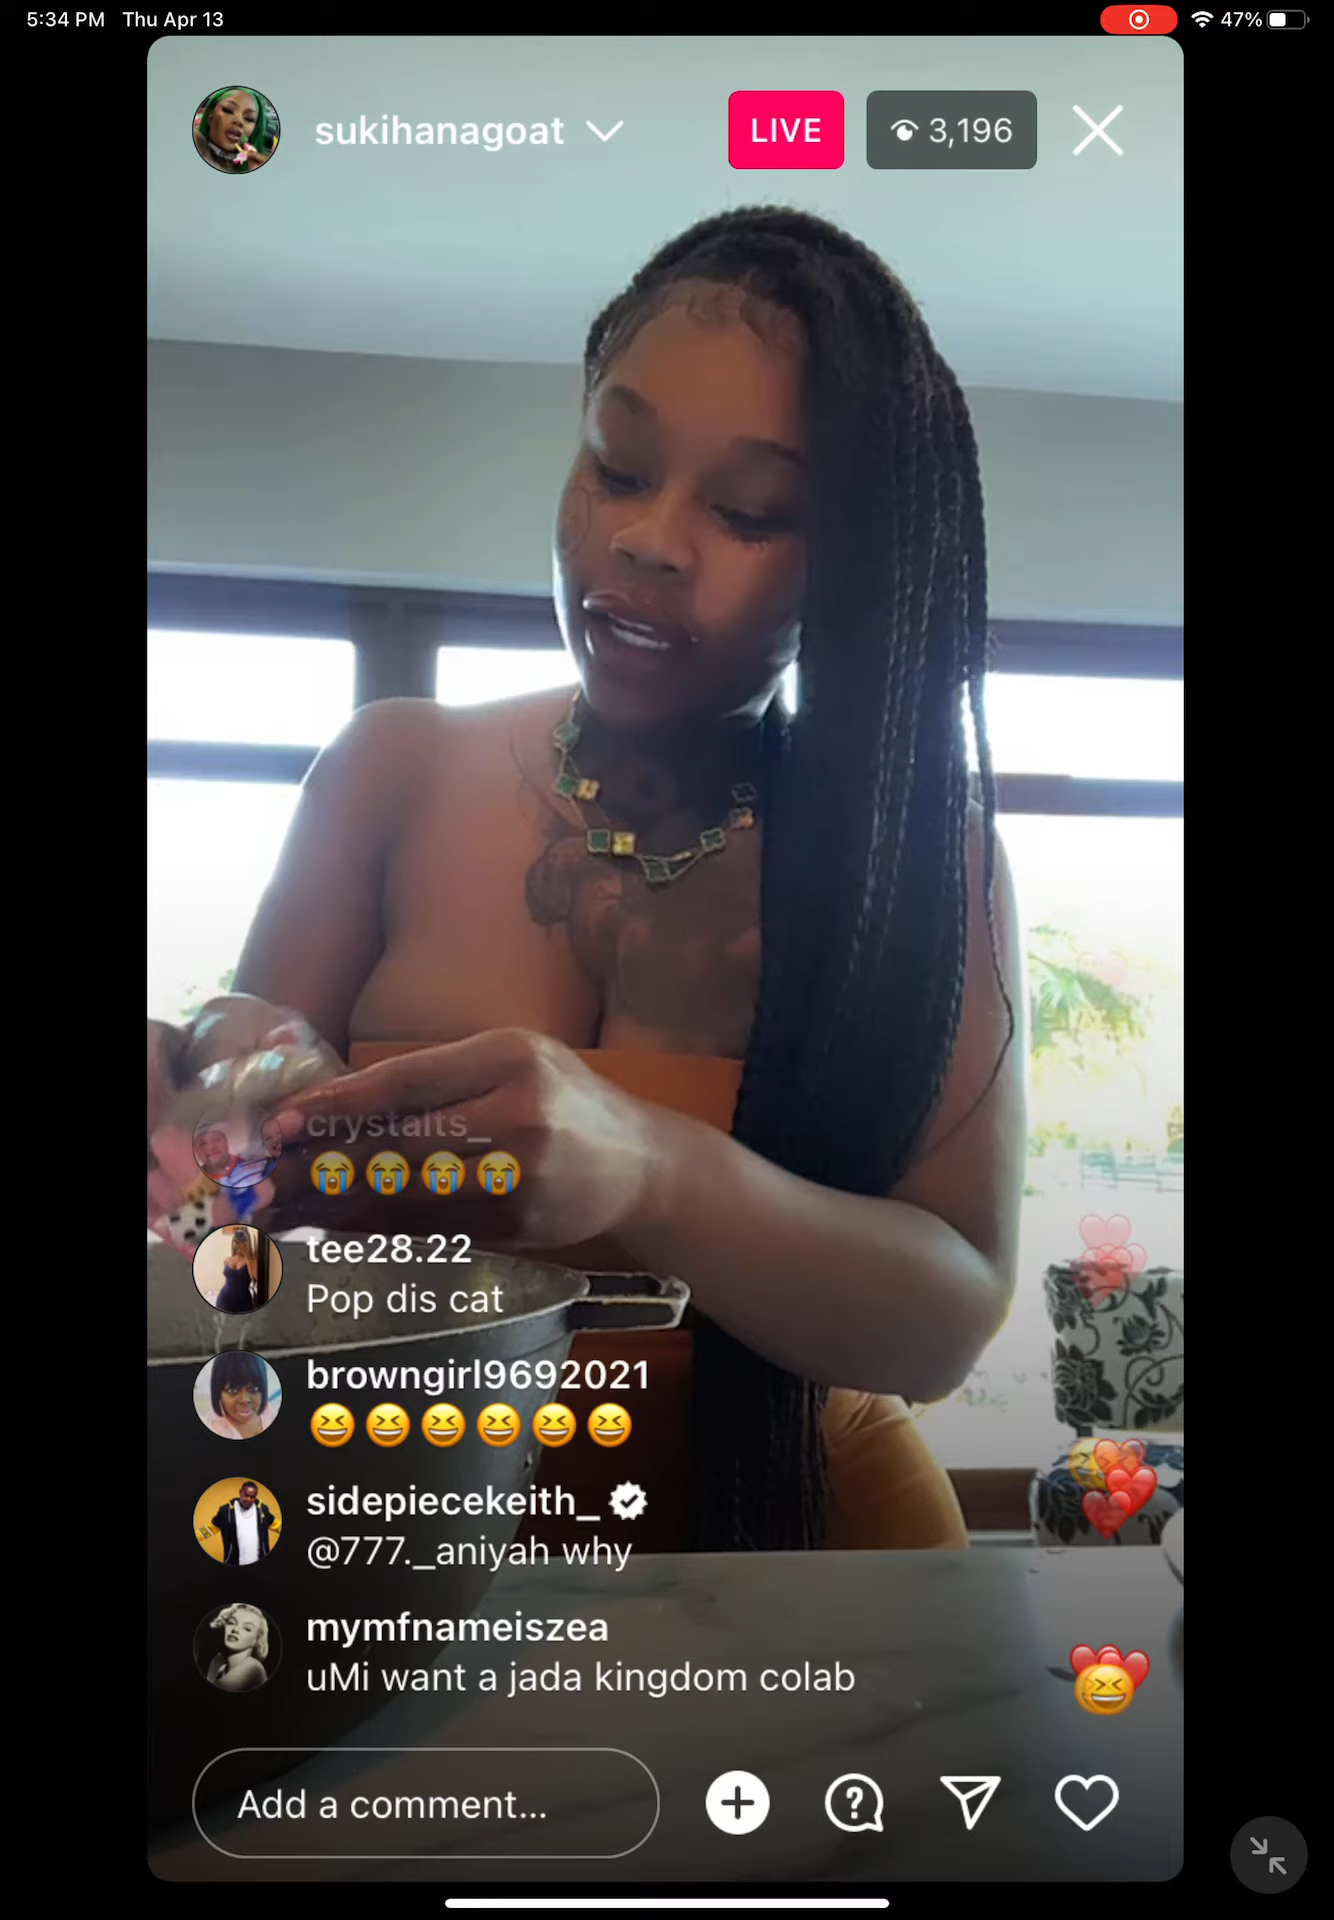 5:34 PM Thu Apr 13
47%
sukihanagoat
LIVE
3,196
crystalts_
😭😭😭😭
tee28.22
Pop dis cat
browngirl9692021
😆😆😆😆😆😆
sidepiecekeith_
@777._aniyah why
mymfnameiszea
uMi want a jada kingdom colab
Add a comment...